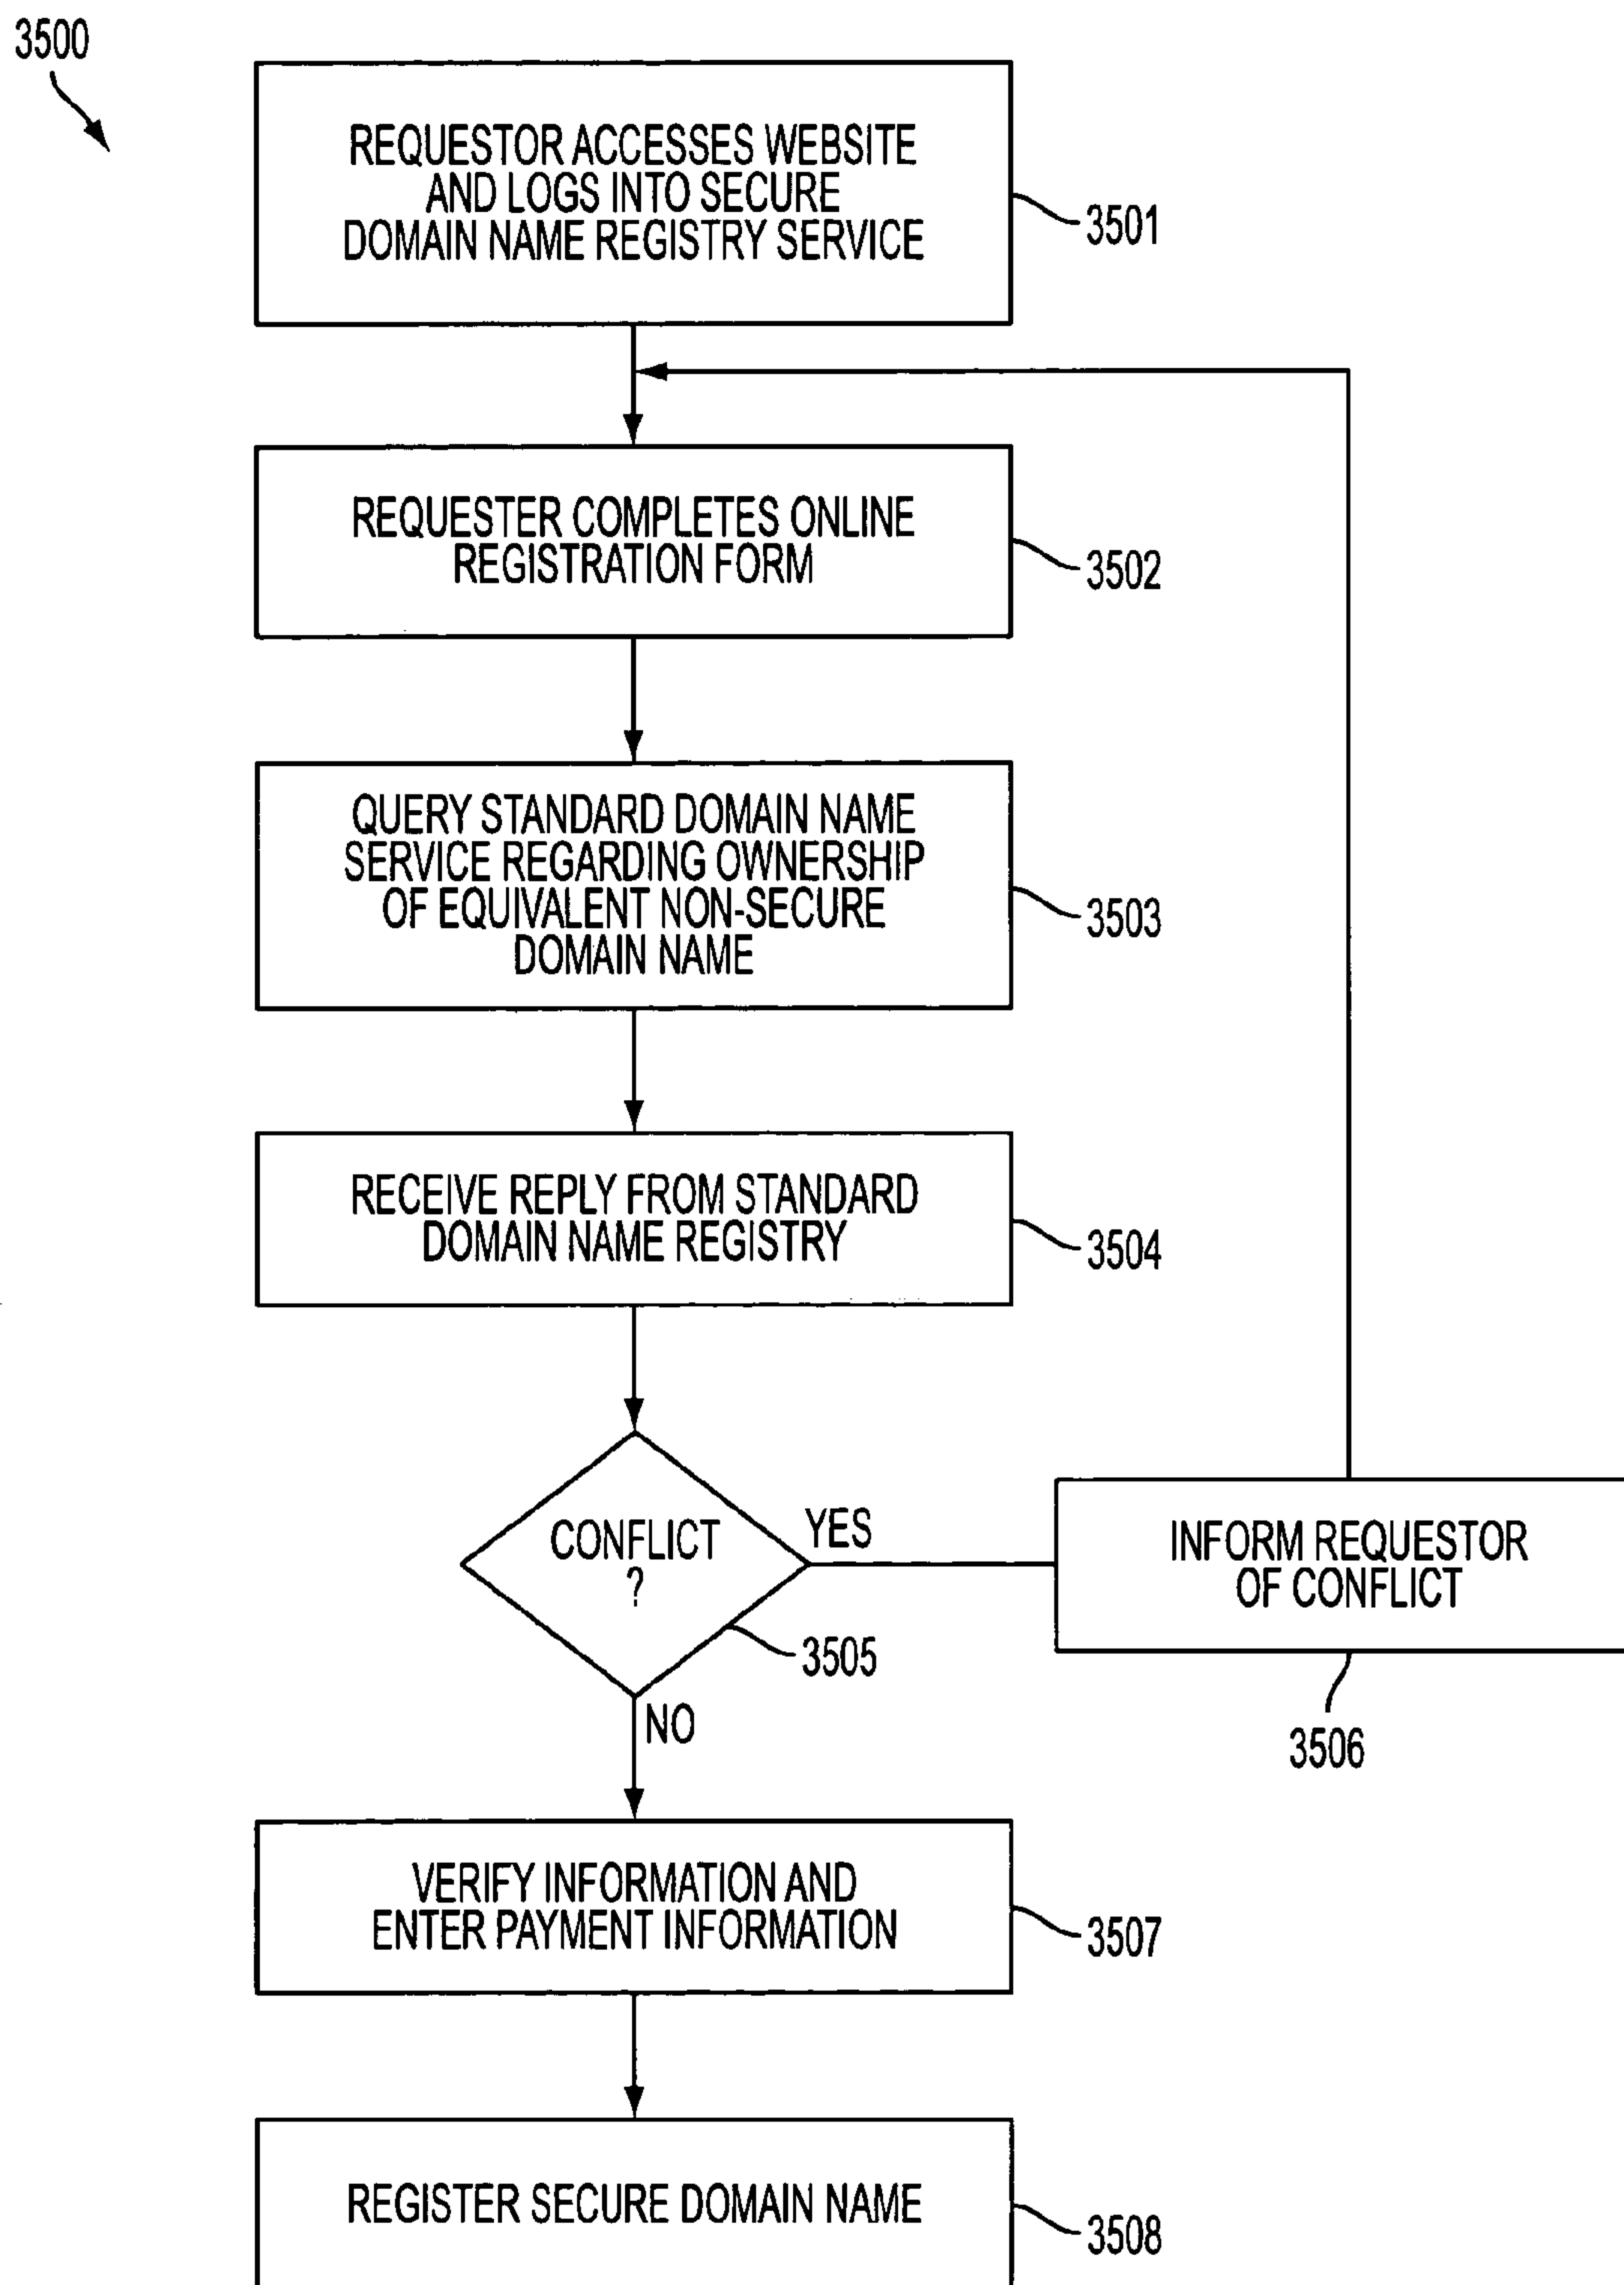 3500
REQUESTOR ACCESSES WEBSITE
AND LOGS INTO SECURE
DOMAIN NAME REGISTRY SERVICE
3501
REQUESTER COMPLETES ONLINE
REGISTRATION FORM
3502
QUERY STANDARD DOMAIN NAME
SERVICE REGARDING OWNERSHIP
OF EQUIVALENT NON-SECURE
DOMAIN NAME
3503
RECEIVE REPLY FROM STANDARD
DOMAIN NAME REGISTRY
3504
CONFLICT
?
YES
3505
NO
INFORM REQUESTOR
OF CONFLICT
3506
VERIFY INFORMATION AND
ENTER PAYMENT INFORMATION
3507
REGISTER SECURE DOMAIN NAME
3508